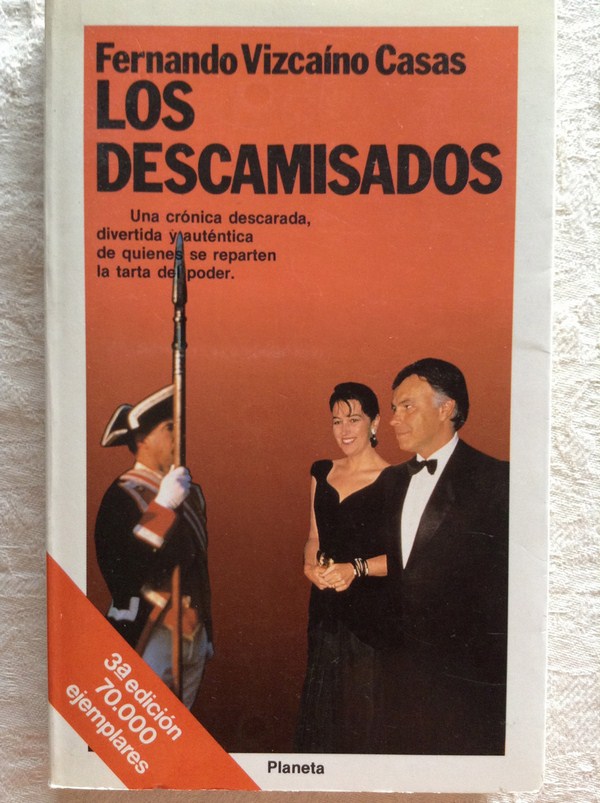 Fernando Vizcaíno Casas
LOS
DESCAMISADOS
Una crónica descarada,
divertida y auténtica
de quienes se reparten
la tarta del poder.
3ª edición
70.000
ejemplares
Planeta